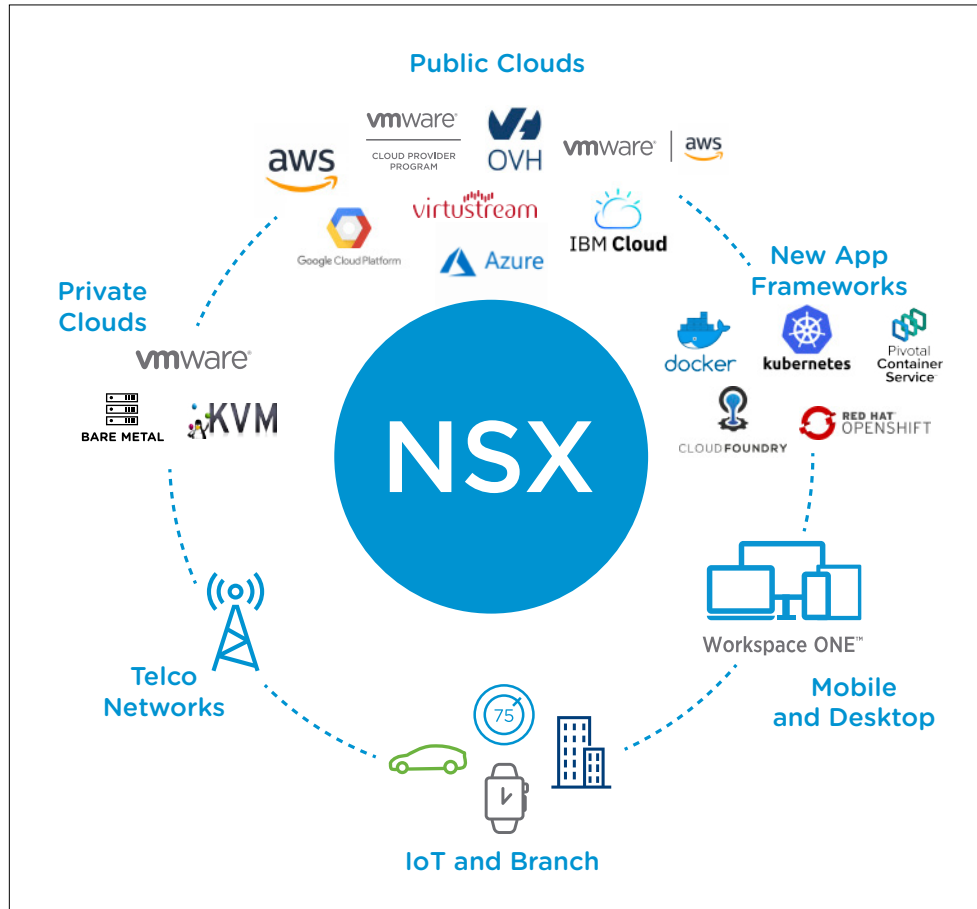 Public Clouds
aws
vmware®
CLOUD PROVIDER
PROGRAM
OVH
vmware® | aws
Google Cloud Platform
virtustream
Azure
IBM Cloud
Private
Clouds
vmware®
BARE METAL
KVM
New App
Frameworks
docker
kubernetes
Pivotal
Container
Service™
CLOUDFOUNDRY
RED HAT®
OPENSHIFT
NSX
Telco
Networks
Workspace ONE™
Mobile
and Desktop
75
IoT and Branch